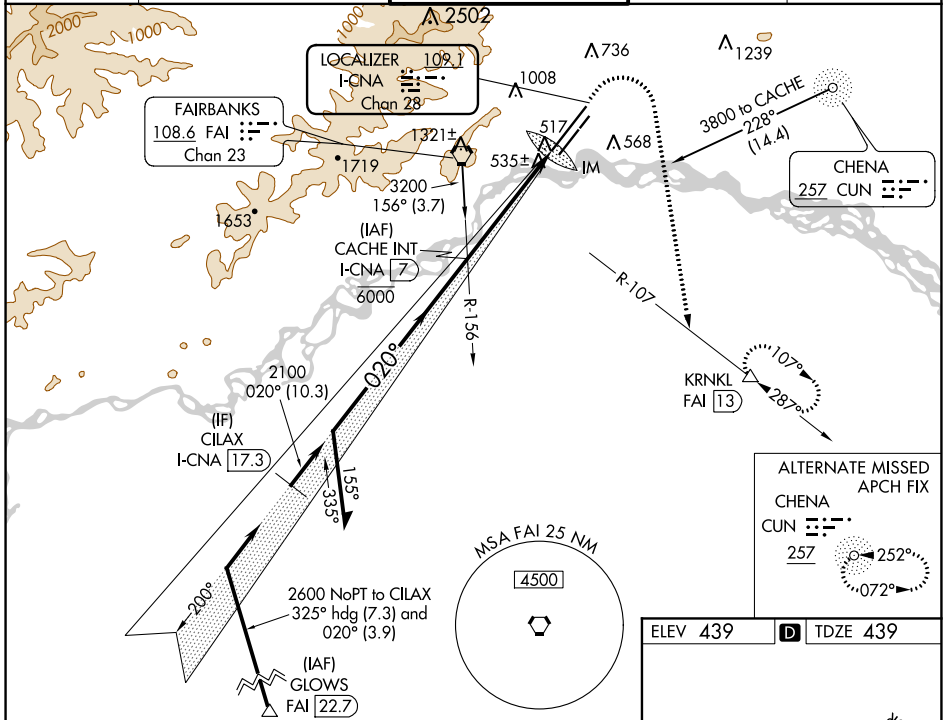 2000
1000
1000
2502
LOCALIZER 109.1
I-CNA
Chan 28
736
1239
1008
FAIRBANKS
108.6 FAI
Chan 23
1321±
517
535±
568
IM
3800 to CACHE
228°
(14.4)
CHENA
257 CUN
1719
1653
3200
156° (3.7)
(IAF)
CACHE INT
I-CNA 7
6000
R-156
R-107
020°
2100
020° (10.3)
(IF)
CILAX
I-CNA 17.3
155°
335°
KRNKL
FAI 13
107°
287°
ALTERNATE MISSED
APCH FIX
CHENA
CUN
257
252°
072°
MSA FAI 25 NM
4500
200°
2600 NoPT to CILAX
325° hdg (7.3) and
020° (3.9)
(IAF)
GLOWS
FAI 22.7
ELEV 439 D TDZE 439